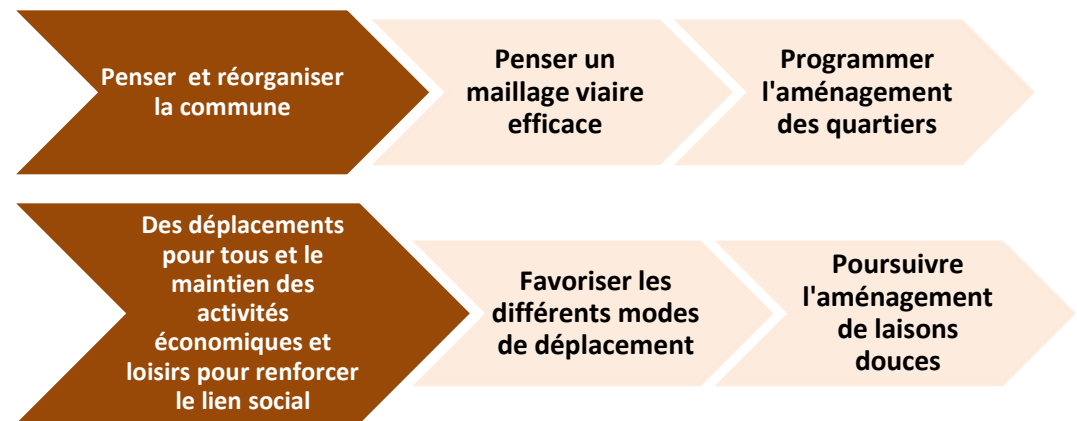 Penser et réorganiser
la commune
Penser un
maillage viaire
efficace
Programmer
l'aménagement
des quartiers
Des déplacements
pour tous et le
maintien des
activités
économiques et
loisirs pour renforcer
le lien social
Favoriser les
différents modes
de déplacement
Poursuivre
l'aménagement
de laisons
douces